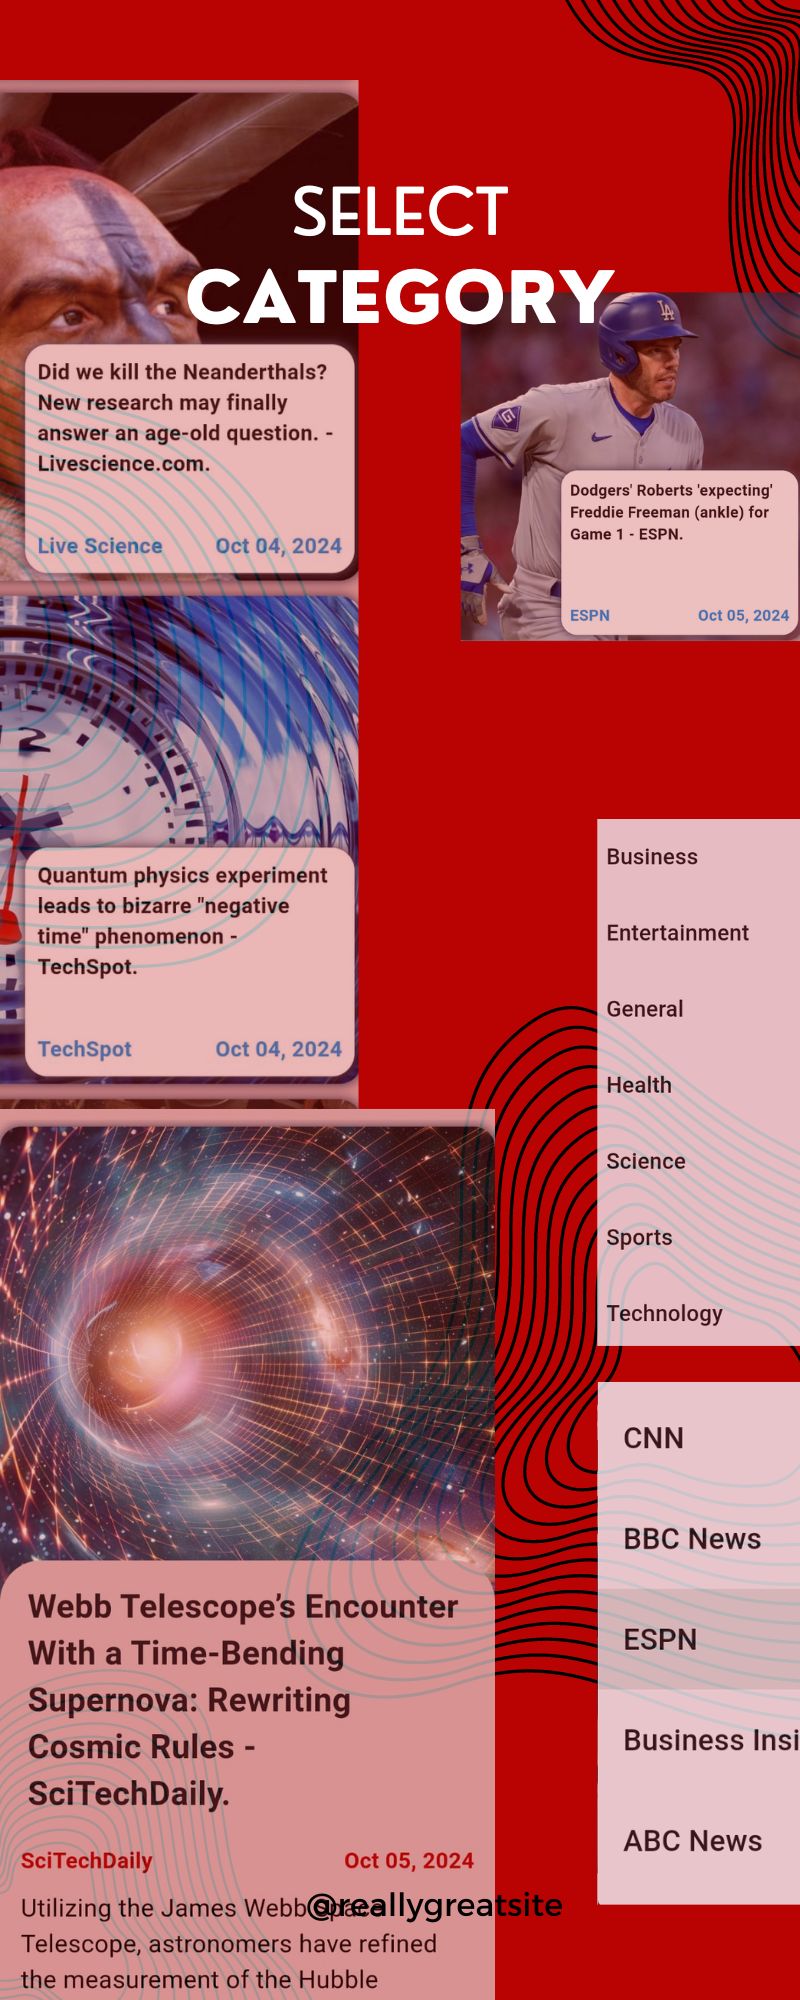 SELECT
CATEGORY
Did we kill the Neanderthals?
New research may finally
answer an age-old question. -
Livescience.com.
Live Science Oct 04, 2024
LA
Dodgers' Roberts 'expecting'
Freddie Freeman (ankle) for
Game 1 - ESPN.
ESPN Oct 05, 2024
12
Quantum physics experiment
leads to bizarre "negative
time" phenomenon -
TechSpot.
TechSpot Oct 04, 2024
Business
Entertainment
General
Health
Science
Sports
Technology
CNN
BBC News
ESPN
Business Insi
ABC News
Webb Telescope’s Encounter
With a Time-Bending
Supernova: Rewriting
Cosmic Rules -
SciTechDaily.
SciTechDaily Oct 05, 2024
Utilizing the James Webb Space
@reallygreatsite
Telescope, astronomers have refined
the measurement of the Hubble